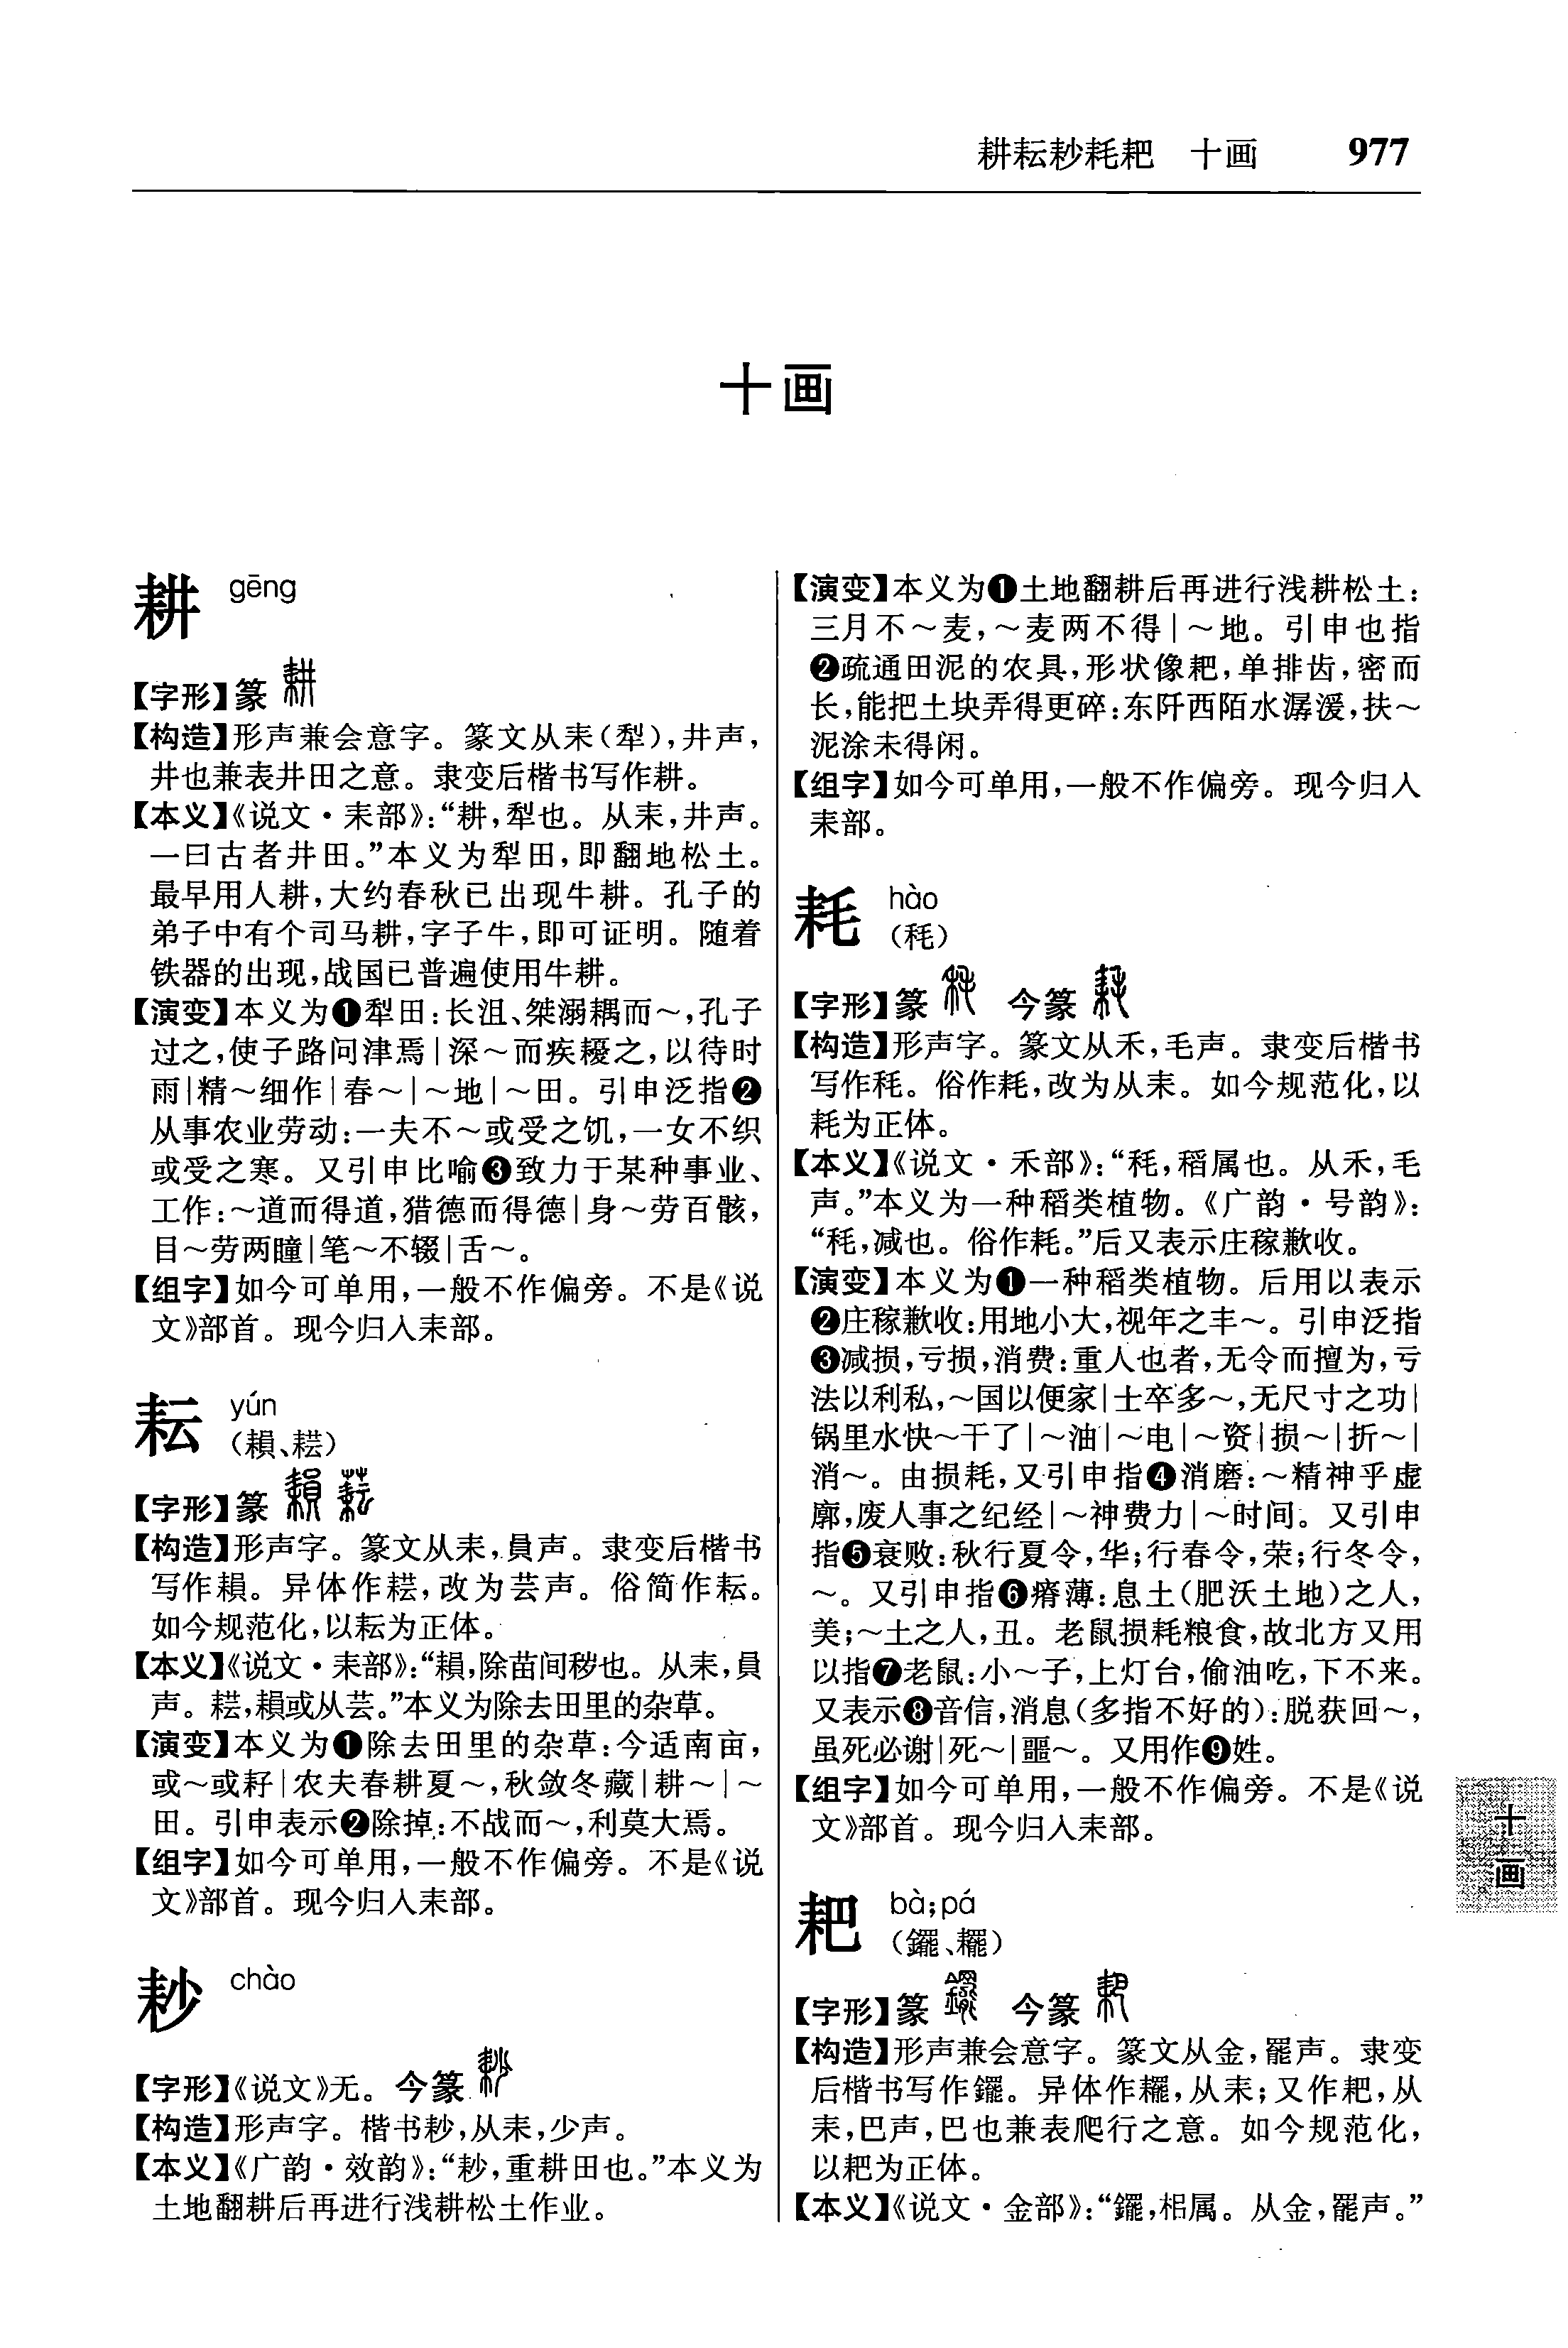 耕耘耖耗耙 十画 977
十画
耕 gēng
【字形】篆
【构造】形声兼会意字。篆文从耒(犁),井声,
井也兼表井田之意。隶变后楷书写作耕。
【本义】《说文·耒部》:“耕,犁也。从耒,井声。
一曰古者井田。”本义为犁田,即翻地松土。
最早用人耕,大约春秋已出现牛耕。孔子的
弟子中有个司马耕,字子牛,即可证明。随着
铁器的出现,战国已普遍使用牛耕。
【演变】本义为❶犁田:长沮、桀溺耦而～,孔子
过之,使子路问津焉|深～而疾耰之,以待时
雨|精～细作|春～|～地|～田。引申泛指❷
从事农业劳动:一夫不～或受之饥,一女不织
或受之寒。又引申比喻❸致力于某种事业、
工作:～道而得道,猎德而得德|身～劳百骸,
目～劳两瞳|笔～不辍|舌～。
【组字】如今可单用,一般不作偏旁。不是《说
文》部首。现今归入耒部。
耘 yún
(䎙、耺)
【字形】篆
【构造】形声字。篆文从耒,員声。隶变后楷书
写作䎙。异体作䕀,改为芸声。俗简作耘。
如今规范化,以耘为正体。
【本义】《说文·耒部》:“䎙,除苗间秽也。从耒,員
声。䕀,䎙或从芸。”本义为除去田里的杂草。
【演变】本义为❶除去田里的杂草:今适南亩,
或～或耔|农夫春耕夏～,秋敛冬藏|耕～|～
田。引申表示❷除掉:不战而～,利莫大焉。
【组字】如今可单用,一般不作偏旁。不是《说
文》部首。现今归入耒部。
耖 chào
【字形】《说文》无。今篆
【构造】形声字。楷书耖,从耒,少声。
【本义】《广韵·效韵》:“耖,重耕田也。”本义为
土地翻耕后再进行浅耕松土作业。
【演变】本义为❶土地翻耕后再进行浅耕松土:
三月不～麦,～麦两不得|～地。引申也指
❷疏通田泥的农具,形状像耙,单排齿,密而
长,能把土块弄得更碎:东阡西陌水潺湲,扶～
泥涂未得闲。
【组字】如今可单用,一般不作偏旁。现今归入
耒部。
耗 hào
(秏)
【字形】篆 今篆
【构造】形声字。篆文从禾,毛声。隶变后楷书
写作秏。俗作耗,改为从耒。如今规范化,以
耗为正体。
【本义】《说文·禾部》:“秏,稻属也。从禾,毛
声。”本义为一种稻类植物。《广韵·号韵》:
“秏,减也。俗作耗。”后又表示庄稼歉收。
【演变】本义为❶一种稻类植物。后用以表示
❷庄稼歉收:用地小大,视年之丰～。引申泛指
❸减损,亏损,消费:重人也者,无令而擅为,亏
法以利私,～国以便家|士卒多～,无尺寸之功|
锅里水快～干了|～油|～电|～资|损～|折～|
消～。由损耗,又引申指❹消磨:～精神乎虚
廓,废人事之纪经|～神费力|～时间。又引申
指❺衰败:秋行夏令,华;行春令,荣;行冬令,
～。又引申指❻瘠薄:息土(肥沃土地)之人,
美;～土之人,丑。老鼠损耗粮食,故北方又用
以指❼老鼠:小～子,上灯台,偷油吃,下不来。
又表示❽音信,消息(多指不好的):脱获回～,
虽死必谢|死～|噩～。又用作❾姓。
【组字】如今可单用,一般不作偏旁。不是《说
文》部首。现今归入耒部。
耙 bà;pá
(鑼、䎱)
【字形】篆 今篆
【构造】形声兼会意字。篆文从金,罷声。隶变
后楷书写作䥯。异体作䎱,从耒;又作耙,从
耒,巴声,巴也兼表爬行之意。如今规范化,
以耙为正体。
【本义】《说文·金部》:“䥯,枱属。从金,罷声。”
十画